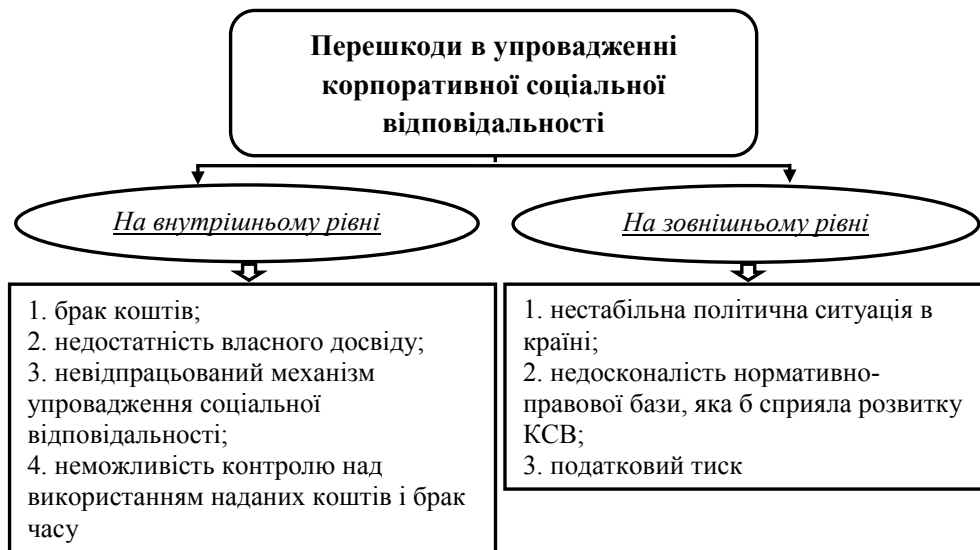 Перешкоди в упровадженні
корпоративної соціальної
відповідальності
На внутрішньому рівні
На зовнішньому рівні
1. брак коштів;
2. недостатність власного досвіду;
3. невідпрацьований механізм
упровадження соціальної
відповідальності;
4. неможливість контролю над
використанням наданих коштів і брак
часу
1. нестабільна політична ситуація в
країні;
2. недосконалість нормативно-
правової бази, яка б сприяла розвитку
КСВ;
3. податковий тиск